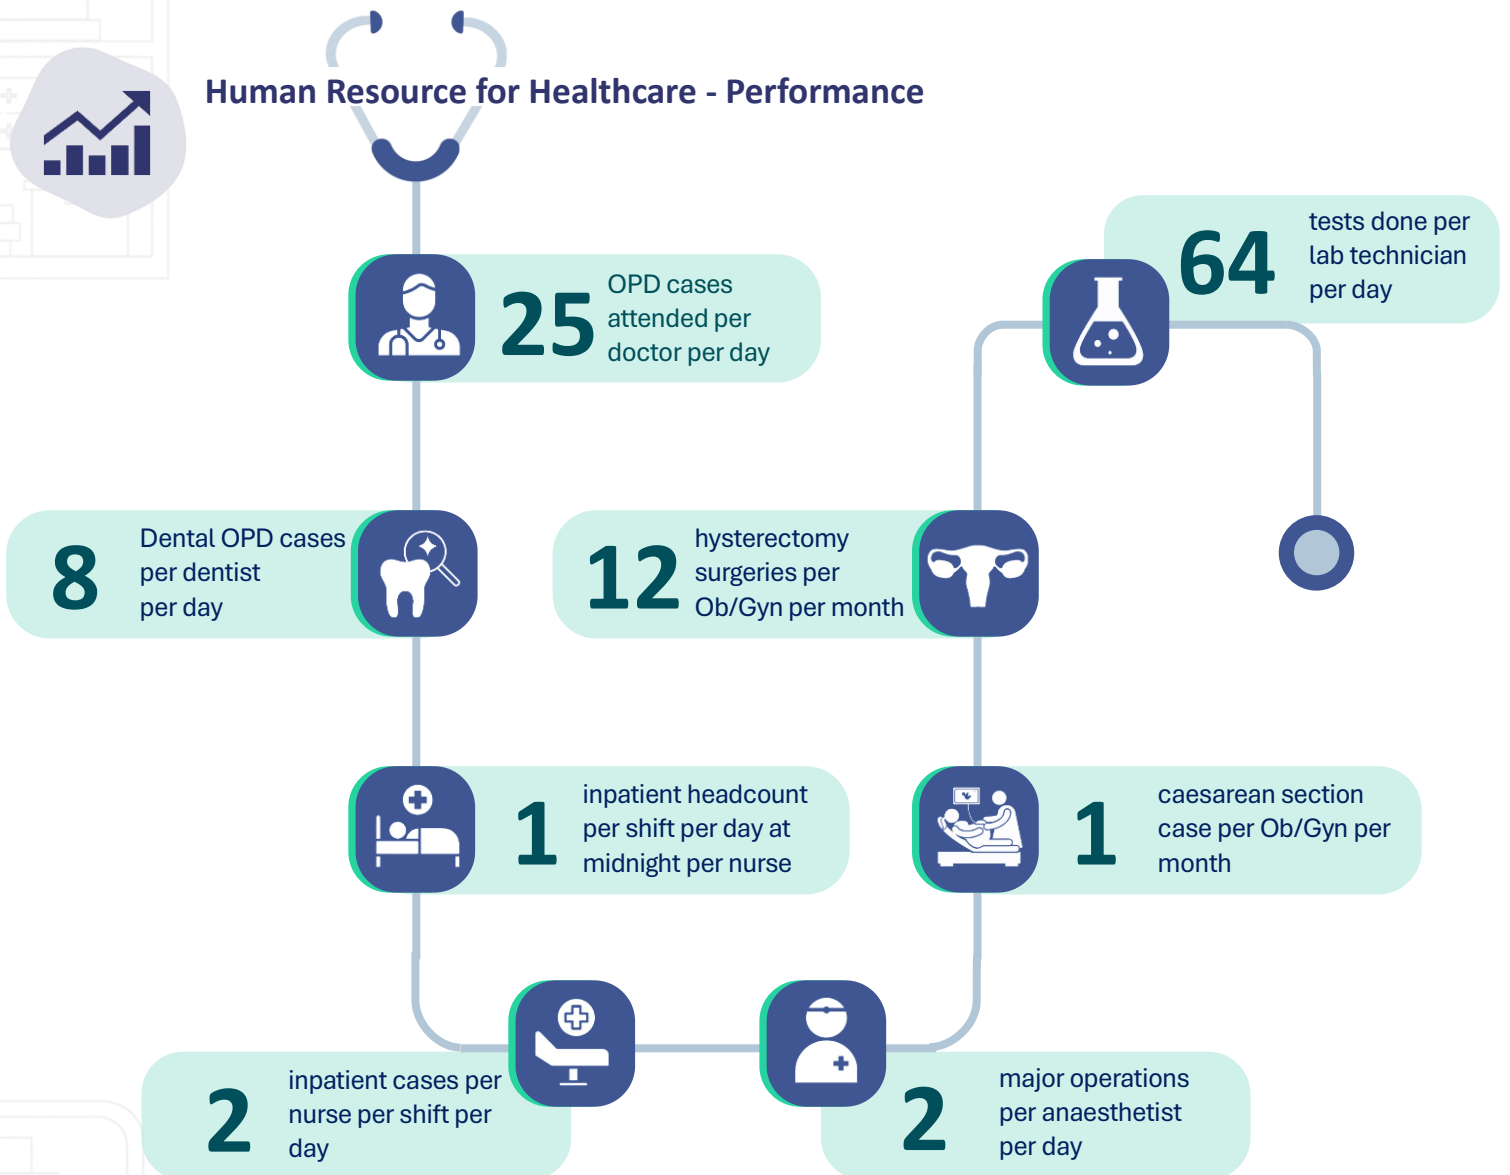 Human Resource for Healthcare - Performance
25
OPD cases
attended per
doctor per day
8
Dental OPD cases
per dentist
per day
1
inpatient headcount
per shift per day at
midnight per nurse
2
inpatient cases per
nurse per shift per
day
2
major operations
per anaesthetist
per day
1
caesarean section
case per Ob/Gyn per
month
12
hysterectomy
surgeries per
Ob/Gyn per month
64
tests done per
lab technician
per day